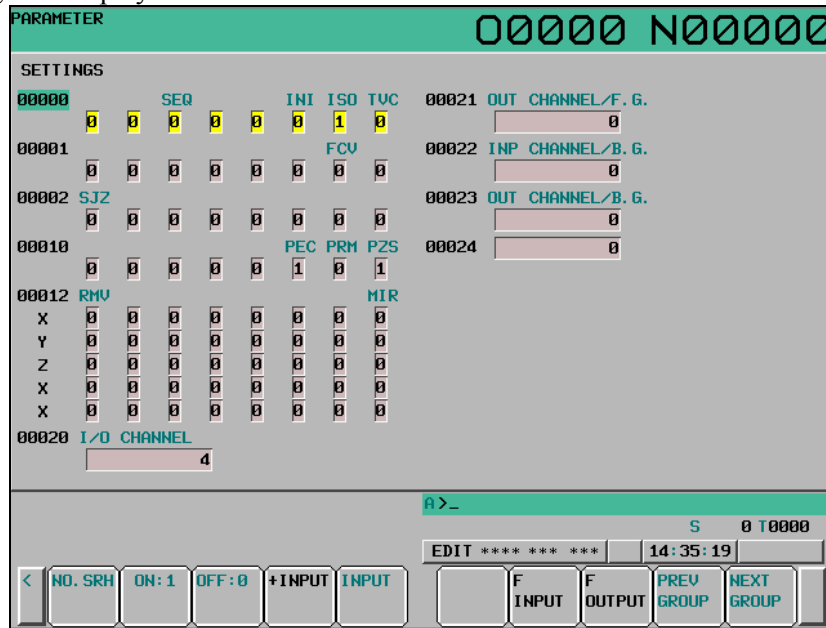 PARAMETER
O0000 N00000
SETTINGS
00000 SEQ INI ISO TVC
0 0 0 0 0 0 1 0
00001 FCV
0 0 0 0 0 0 0 0
00002 SJZ
0 0 0 0 0 0 0 0
00010 PEC PRM PZS
0 0 0 0 0 1 0 1
00012 RMV MIR
X 0 0 0 0 0 0 0 0
Y 0 0 0 0 0 0 0 0
Z 0 0 0 0 0 0 0 0
X 0 0 0 0 0 0 0 0
X 0 0 0 0 0 0 0 0
00020 I/O CHANNEL
4
00021 OUT CHANNEL/F.G.
0
00022 INP CHANNEL/B.G.
0
00023 OUT CHANNEL/B.G.
0
00024 0
A>_
S 0 T0000
EDIT **** *** *** 14:35:19
< NO.SRH ON:1 OFF:0 +INPUT INPUT
F INPUT
F OUTPUT
PREV GROUP
NEXT GROUP